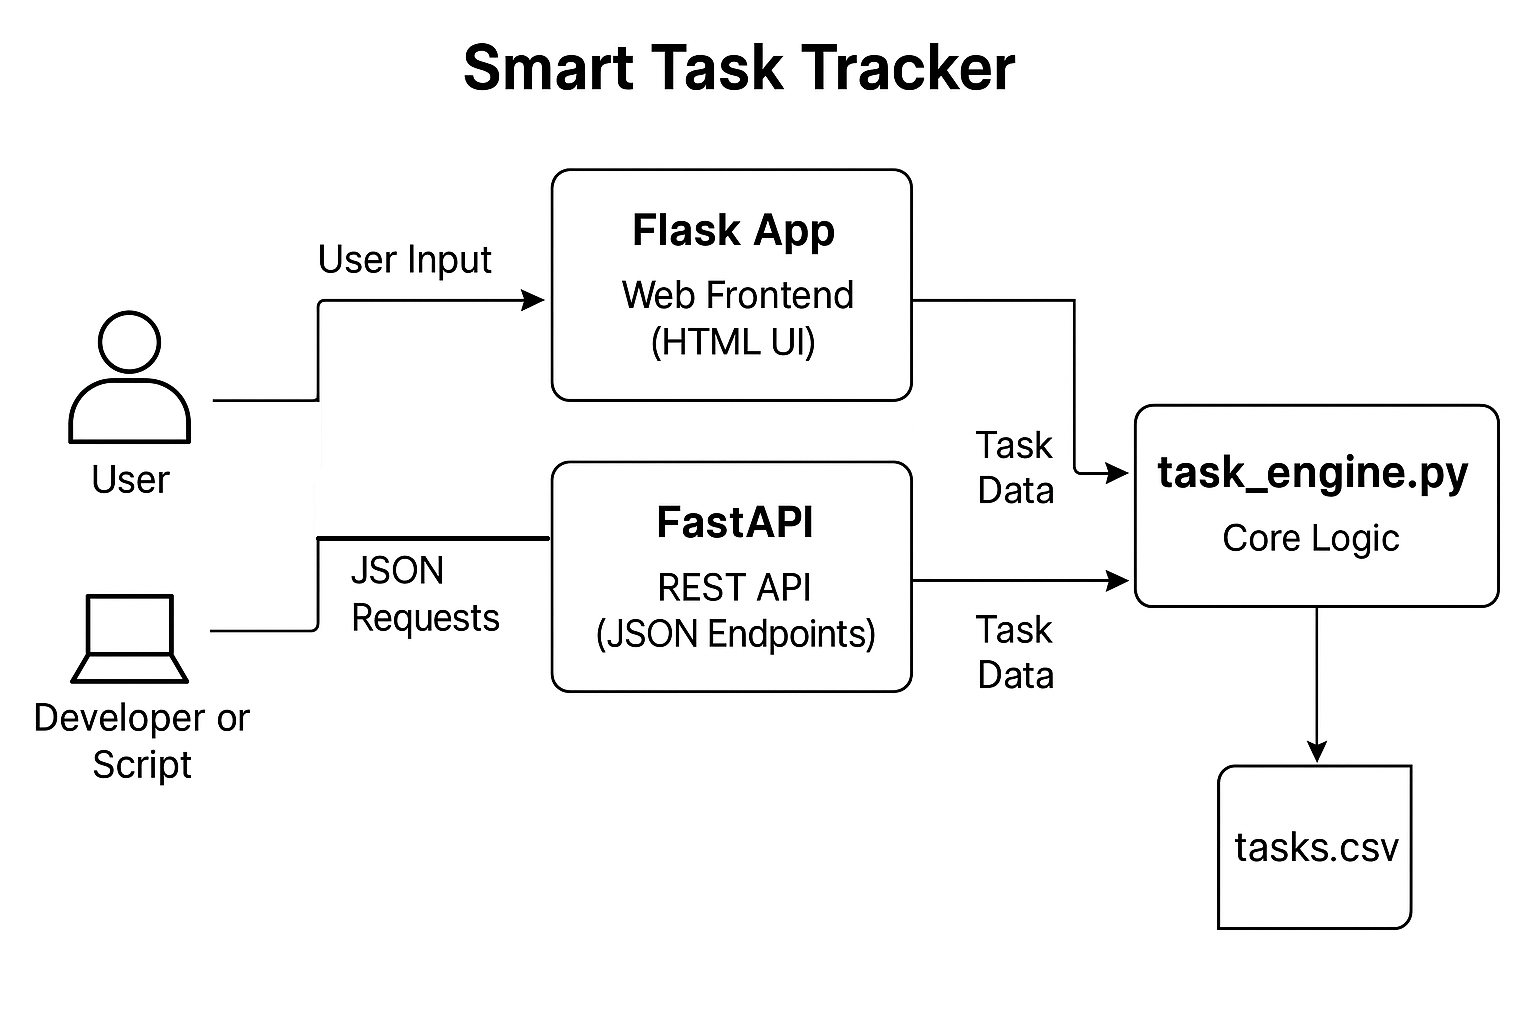 Smart Task Tracker
User Input
Flask App
Web Frontend
(HTML UI)
User
Task
Data
task_engine.py
Core Logic
FastAPI
REST API
(JSON Endpoints)
JSON
Requests
Task
Data
Developer or
Script
tasks.csv